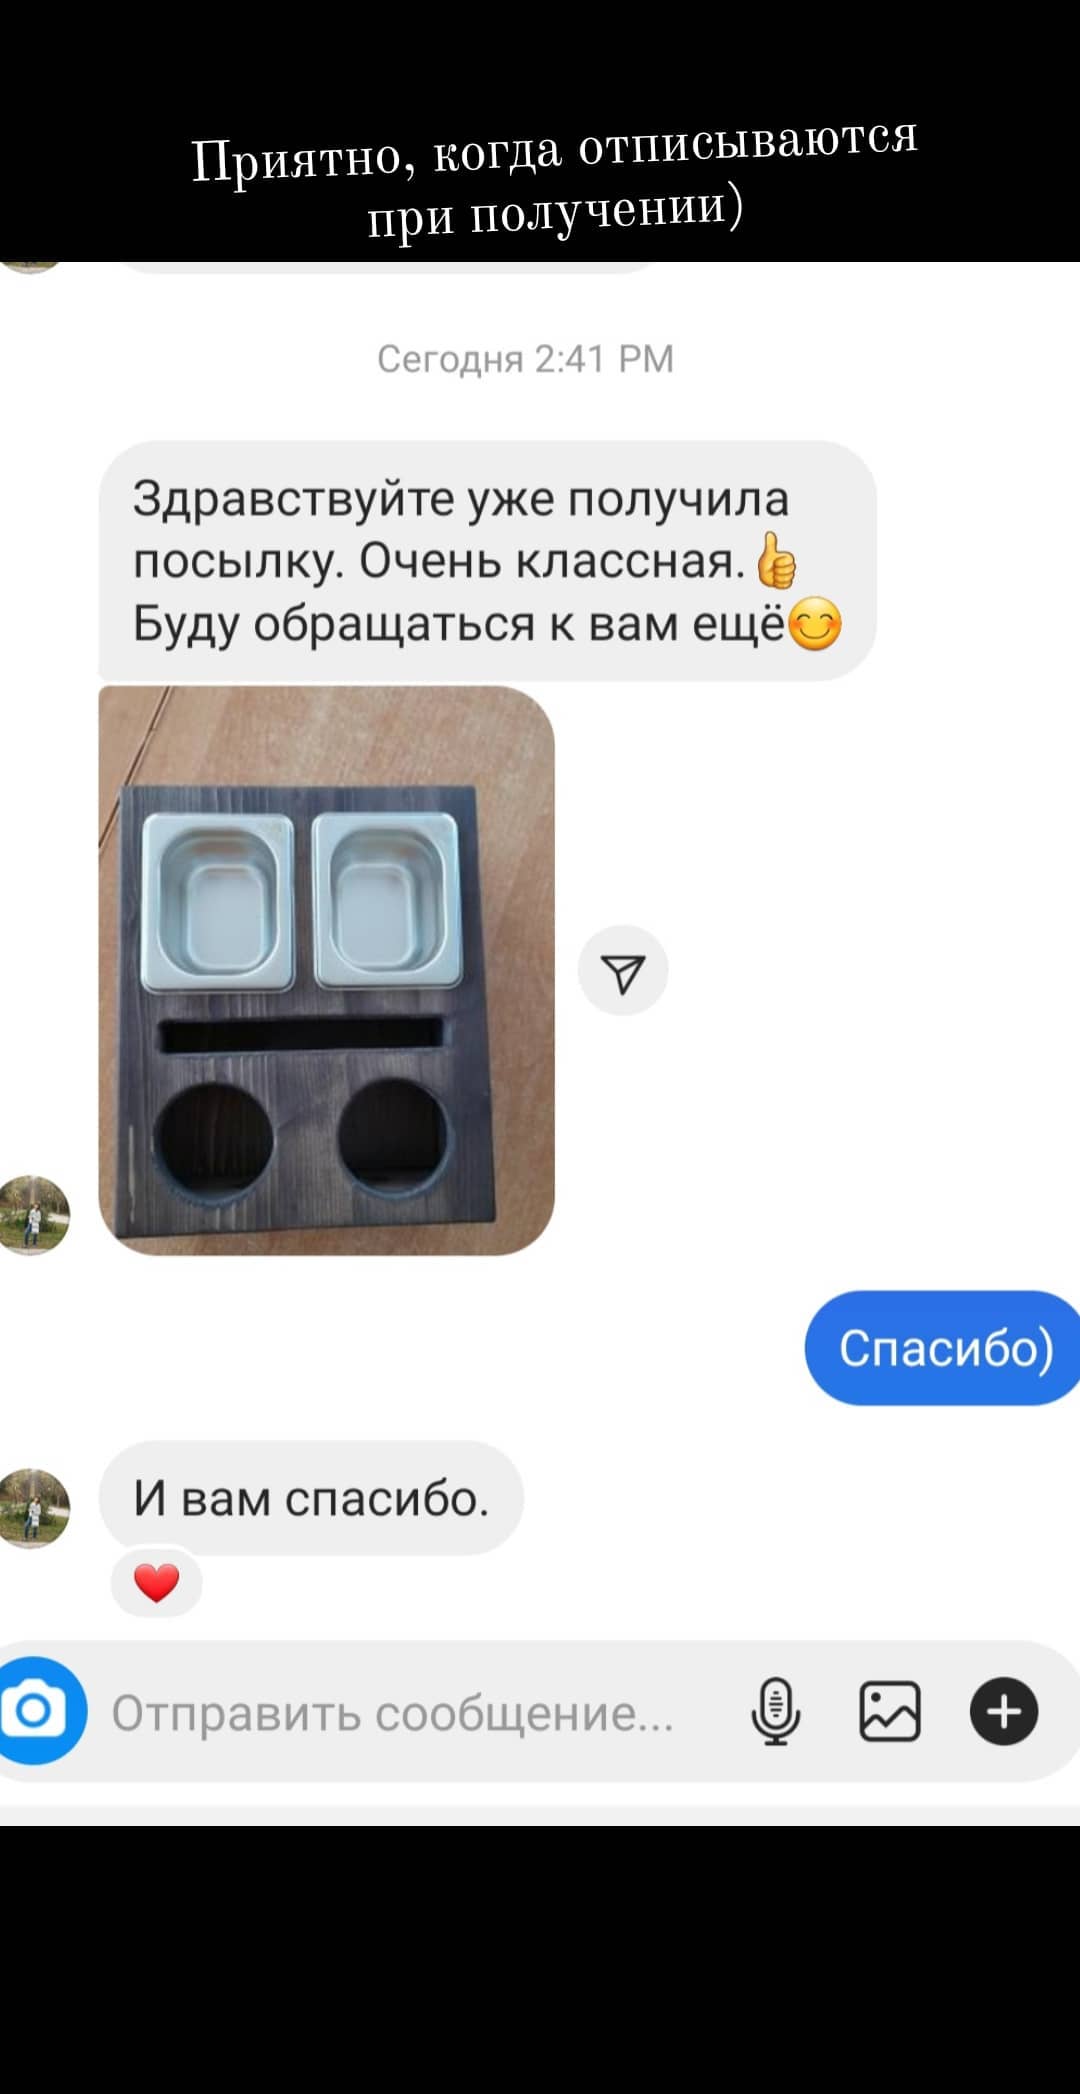 Приятно, когда отписываются
при получении)
Сегодня 2:41 PM
Здравствуйте уже получила
посылку. Очень классная.👍
Буду обращаться к вам ещё😊
Спасибо)
И вам спасибо.
❤️
Отправить сообщение...